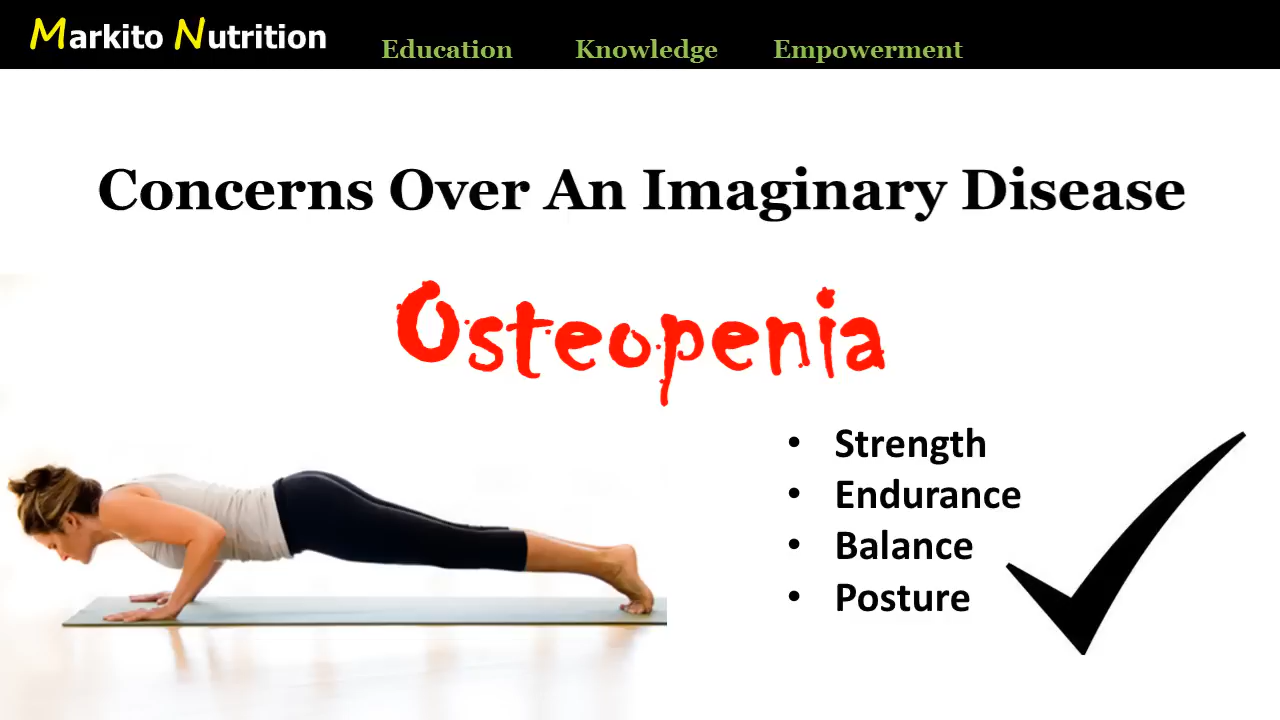 Markito Nutrition
Education Knowledge Empowerment
Concerns Over An Imaginary Disease
Osteopenia
• Strength
• Endurance
• Balance
• Posture